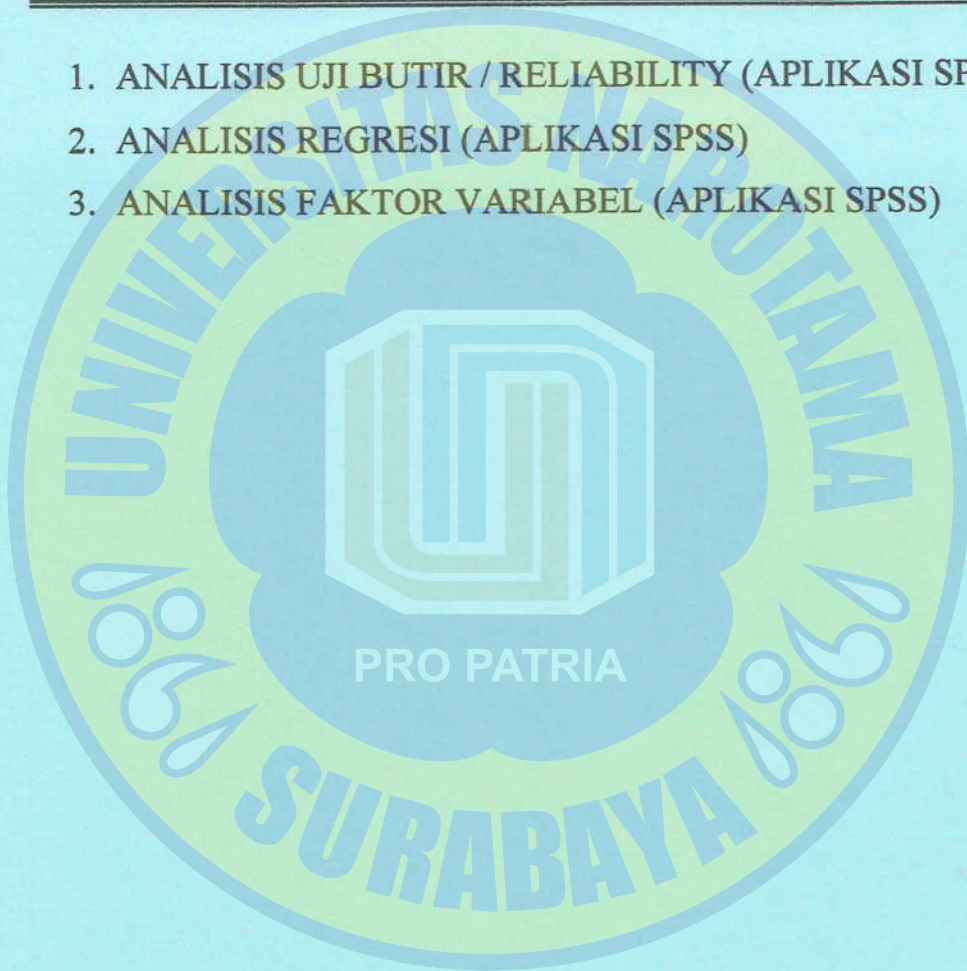 1. ANALISIS UJI BUTIR / RELIABILITY (APLIKASI SP
2. ANALISIS REGRESI (APLIKASI SPSS)
3. ANALISIS FAKTOR VARIABEL (APLIKASI SPSS)
UNIVERSITAS NAROTAMA
PRO PATRIA
SURABAYA